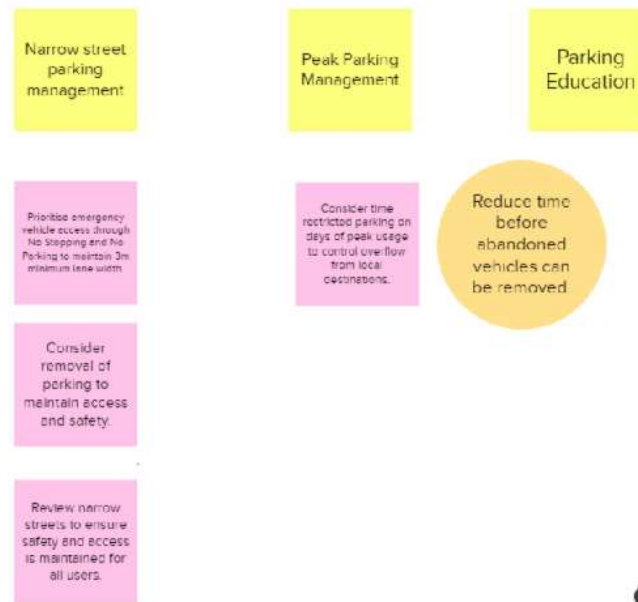 Narrow street
parking
management
Peak Parking
Management
Parking
Education
Prioritise emergency
vehicle access through
No Stopping and No
Parking to maintain 3m
minimum lane width.
Consider time
restricted parking on
days of peak usage
to control overflow
from local
destinations.
Reduce time
before
abandoned
vehicles can
be removed
Consider
removal of
parking to
maintain access
and safety.
Review narrow
streets to ensure
safety and access
is maintained for
all users.